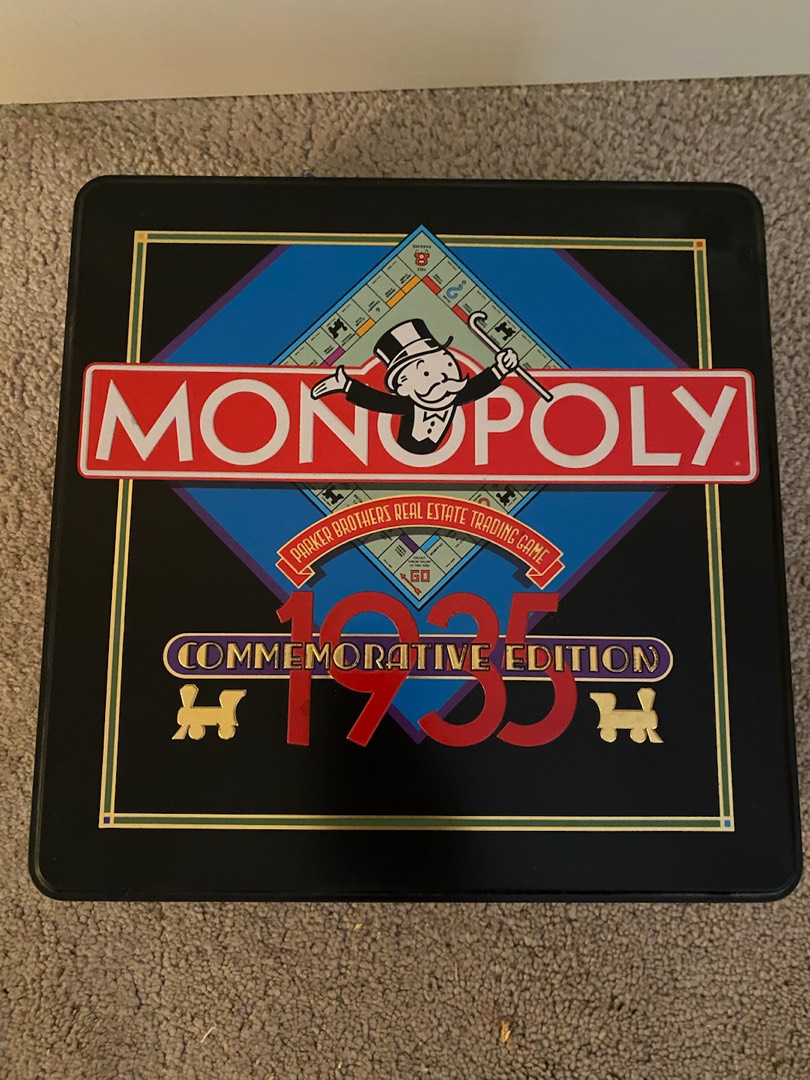 MONOPOLY
PARKER BROTHERS REAL ESTATE TRADING GAME
GO
1935
COMMEMORATIVE EDITION